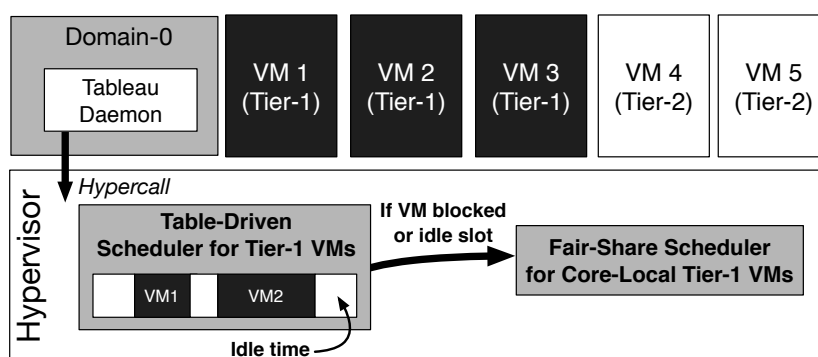 Domain-0
Tableau
Daemon
VM 1
(Tier-1)
VM 2
(Tier-1)
VM 3
(Tier-1)
VM 4
(Tier-2)
VM 5
(Tier-2)
Hypervisor
Hypercall
Table-Driven
Scheduler for Tier-1 VMs
VM1
VM2
Idle time
If VM blocked
or idle slot
Fair-Share Scheduler
for Core-Local Tier-1 VMs